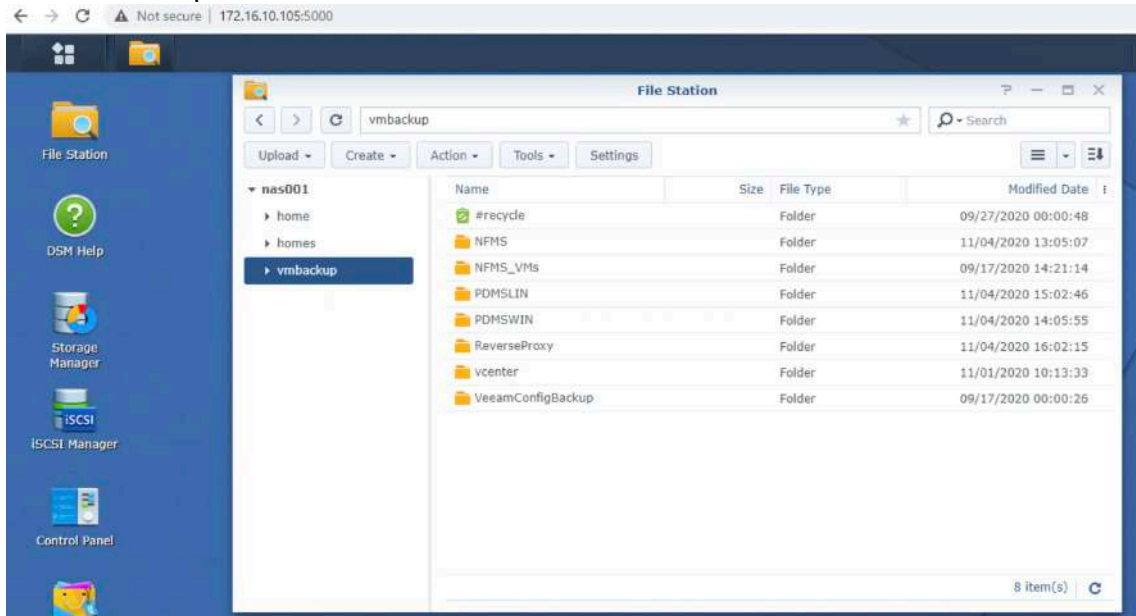 Not secure | 172.16.10.105:5000
File Station
vmbackup
Search
Upload Create Action Tools Settings
File Station
DSM Help
Storage
Manager
iSCSI
iSCSI Manager
Control Panel
nas001
home
homes
vmbackup
Name Size File Type Modified Date
#recycle Folder 09/27/2020 00:00:48
NFMS Folder 11/04/2020 13:05:07
NFMS_VMs Folder 09/17/2020 14:21:14
PDMSLIN Folder 11/04/2020 15:02:46
PDMSWIN Folder 11/04/2020 14:05:55
ReverseProxy Folder 11/04/2020 16:02:15
vcenter Folder 11/01/2020 10:13:33
VeeamConfigBackup Folder 09/17/2020 00:00:26
8 item(s)